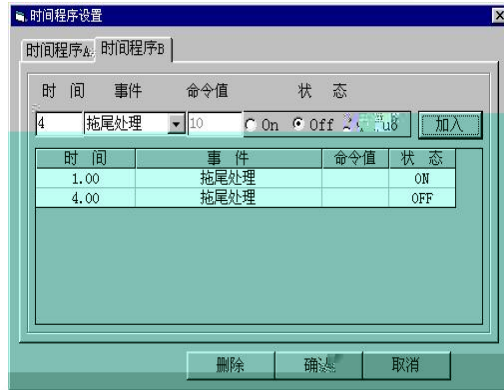 时间程序设置
时间程序A 时间程序B
时 间 事件 命令值 状 态
4 拖尾处理 10 On Off 加入
时 间 事 件 命令值 状 态
1.00 拖尾处理 ON
4.00 拖尾处理 OFF
删除 确 取消